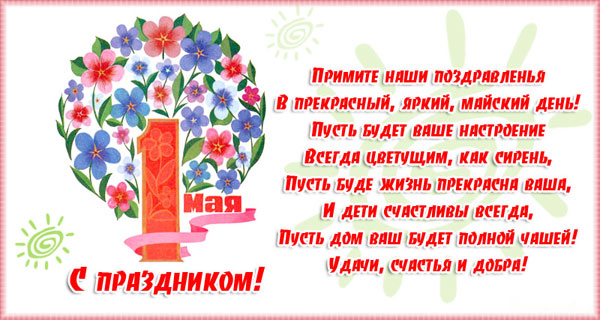 1
мая
С праздником!
Примите наши поздравленья
В прекрасный, яркий, майский день!
Пусть будет ваше настроение
Всегда цветущим, как сирень,
Пусть буде жизнь прекрасна ваша,
И дети счастливы всегда,
Пусть дом ваш будет полной чашей!
Удачи, счастья и добра!